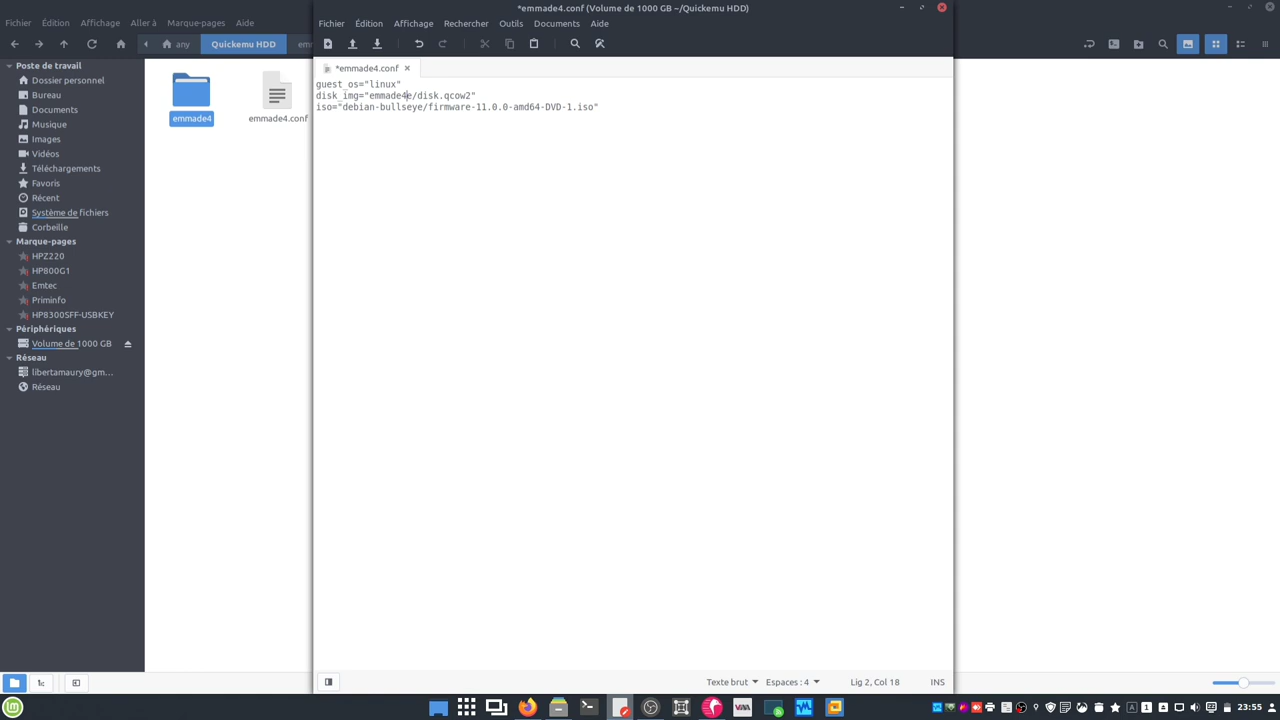 *emmade4.conf (Volume de 1000 GB ~/Quickemu HDD)
Fichier Édition Affichage Aller à Marque-pages Aide
Fichier Édition Affichage Rechercher Outils Documents Aide
any Quickemu HDD em
*emmade4.conf
Poste de travail
Dossier personnel
Bureau
Documents
Musique
Images
Vidéos
Téléchargements
Favoris
Récent
Système de fichiers
Corbeille
Marque-pages
HPZ220
HP800G1
Emtec
Priminfo
HP8300SFF-USBKEY
Périphériques
Volume de 1000 GB
Réseau
libertamaury@gm...
Réseau
emmade4
emmade4.conf
guest_os="linux"
disk_img="emmade4e/disk.qcow2"
iso="debian-bullseye/firmware-11.0.0-amd64-DVD-1.iso"
Texte brut Espaces : 4 Lig 2, Col 18 INS
23:55